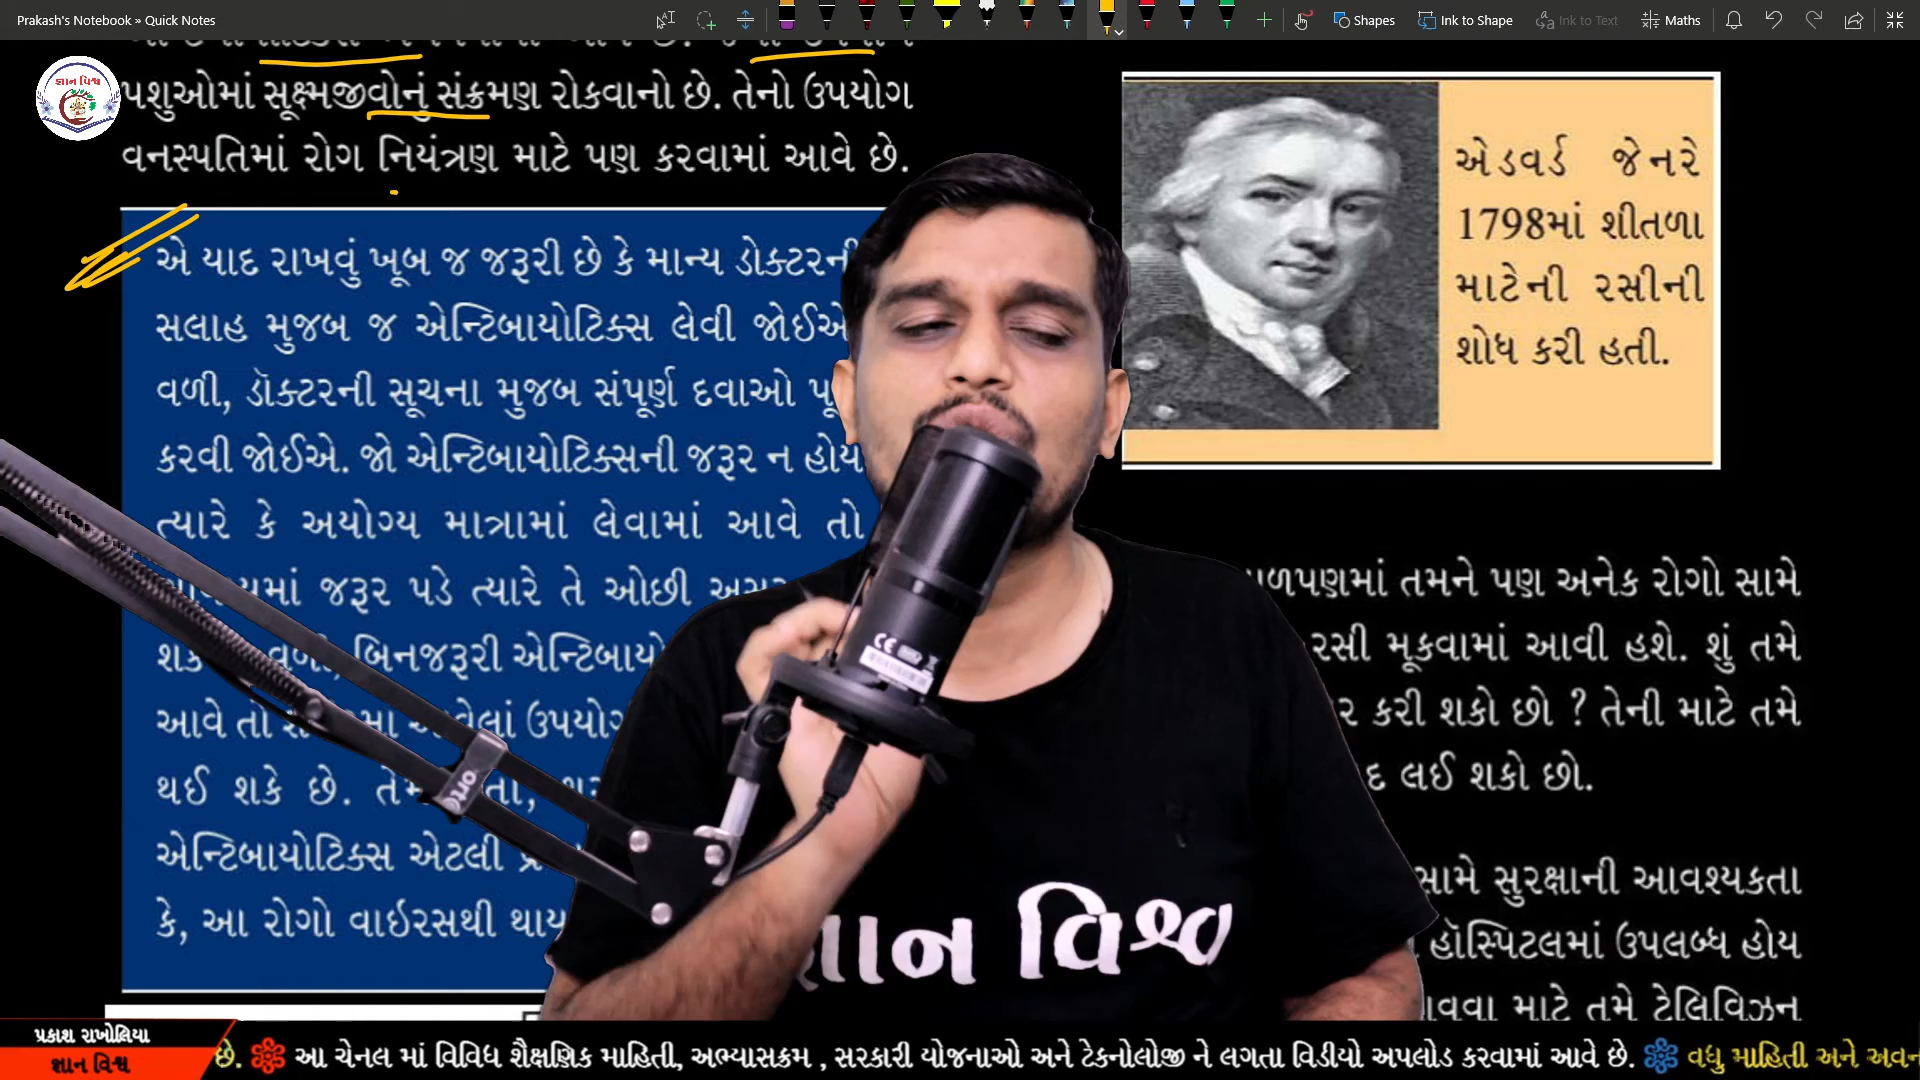 Prakash's Notebook » Quick Notes
Shapes
Ink to Shape
Ink to Text
Maths
જ્ઞાન વિશ્વ
પશુઓમાં સૂક્ષ્મજીવોનું સંક્રમણ રોકવાનો છે. તેનો ઉપયોગ
વનસ્પતિમાં રોગ નિયંત્રણ માટે પણ કરવામાં આવે છે.
એ યાદ રાખવું ખૂબ જ જરૂરી છે કે માન્ય ડોક્ટરની
સલાહ મુજબ જ એન્ટિબાયોટિક્સ લેવી જોઈએ
વળી, ડૉક્ટરની સૂચના મુજબ સંપૂર્ણ દવાઓ
કરવી જોઈએ. જો એન્ટિબાયોટિક્સની જરૂર ન હોય
ત્યારે કે અયોગ્ય માત્રામાં લેવામાં આવે તો
જરૂર પડે ત્યારે તે ઓછી
બિનજરૂરી
આવે તો
થઈ શકે છે.
એન્ટિબાયોટિક્સ એટલી
કે, આ રોગો વાઇરસથી થાય
એડવર્ડ જેનરે
1798માં શીતળા
માટેની રસીની
શોધ કરી હતી.
તમને પણ અનેક રોગો સામે
રસી મૂકવામાં આવી હશે. શું તમે
કરી શકો છો ? તેની માટે તમે
લઈ શકો છો.
સામે સુરક્ષાની આવશ્યકતા
હૉસ્પિટલમાં ઉપલબ્ધ હોય
માટે તમે ટેલિવિઝન
જ્ઞાન વિશ્વ
પ્રકાશ રાખોલિયા
જ્ઞાન વિશ્વ
છે. આ ચેનલ માં વિવિધ શૈક્ષણિક માહિતી, અભ્યાસક્રમ , સરકારી યોજનાઓ અને ટેકનોલોજી ને લગતા વિડીયો અપલોડ કરવામાં આવે છે. વધુ માહિતી અને